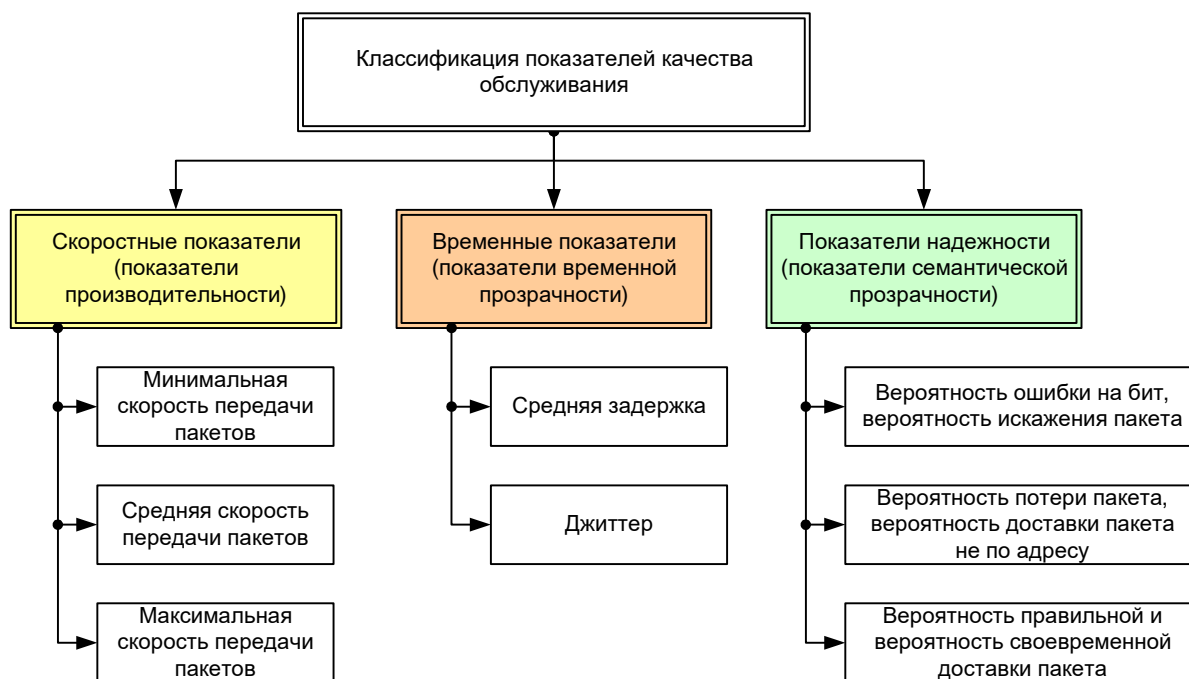 Классификация показателей качества
обслуживания
Скоростные показатели
(показатели
производительности)
Временные показатели
(показатели временной
прозрачности)
Показатели надежности
(показатели семантической
прозрачности)
Минимальная
скорость передачи
пакетов
Средняя скорость
передачи пакетов
Максимальная
скорость передачи
пакетов
Средняя задержка
Джиттер
Вероятность ошибки на бит,
вероятность искажения пакета
Вероятность потери пакета,
вероятность доставки пакета
не по адресу
Вероятность правильной и
вероятность своевременной
доставки пакета